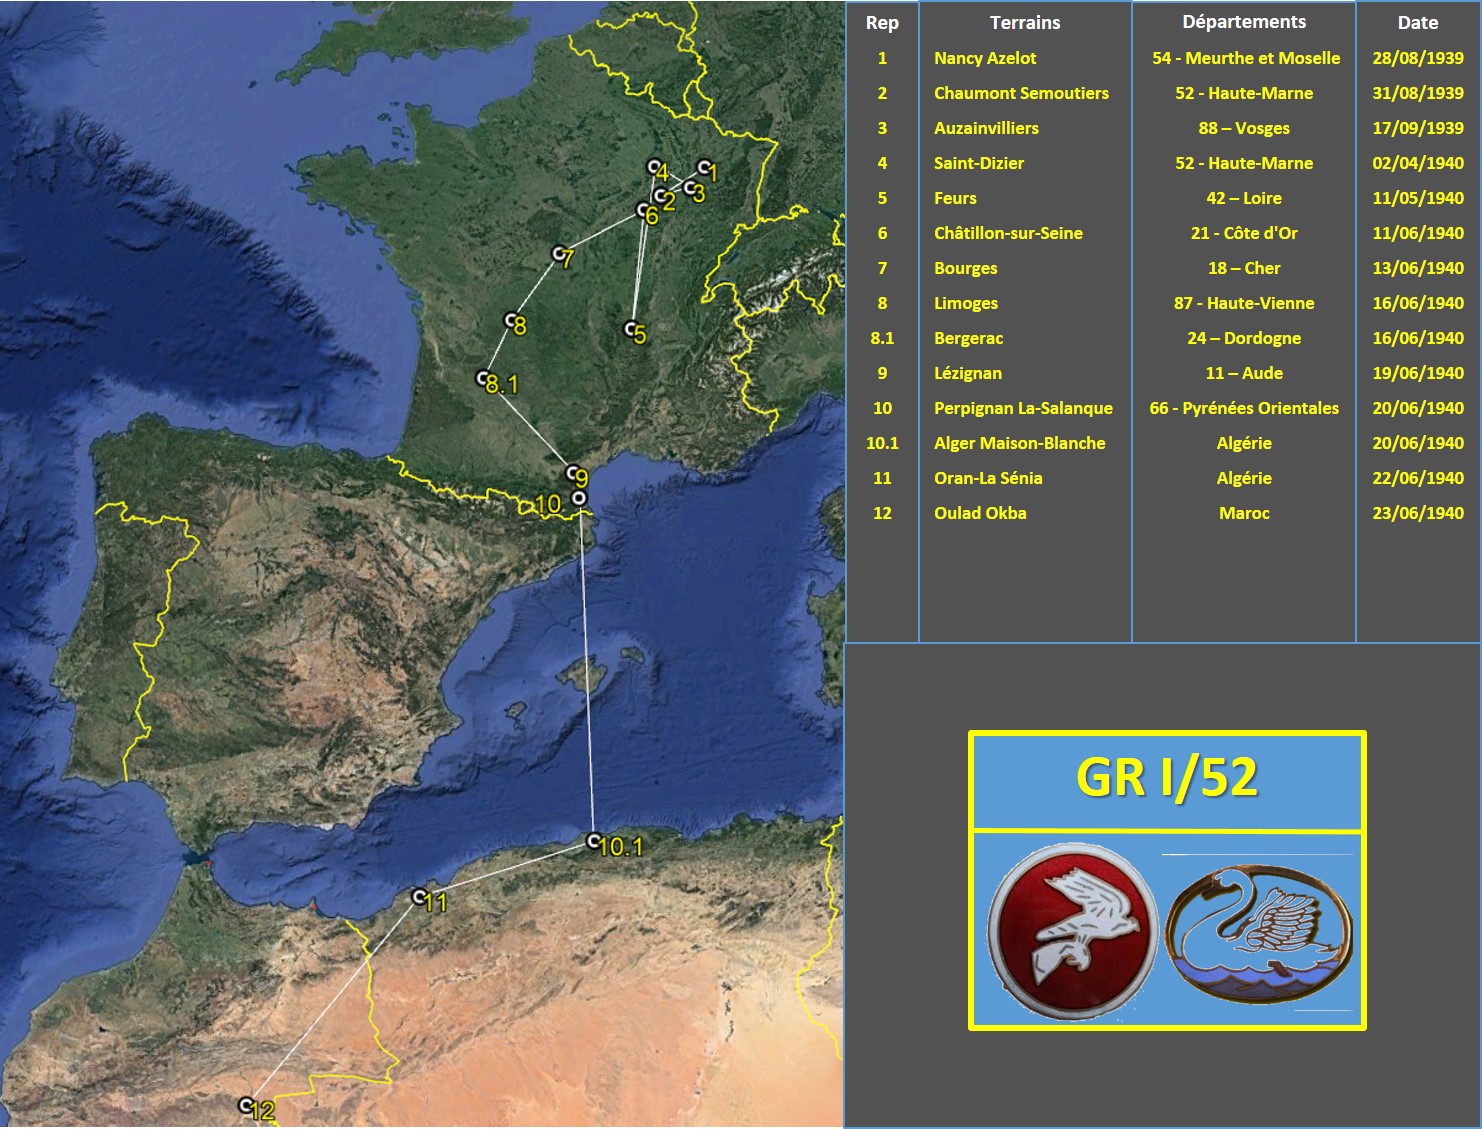 Rep Terrains Départements Date
1 Nancy Azelot 54 - Meurthe et Moselle 28/08/1939
2 Chaumont Semoutiers 52 - Haute-Marne 31/08/1939
3 Auzainvilliers 88 – Vosges 17/09/1939
4 Saint-Dizier 52 - Haute-Marne 02/04/1940
5 Feurs 42 – Loire 11/05/1940
6 Châtillon-sur-Seine 21 - Côte d'Or 11/06/1940
7 Bourges 18 – Cher 13/06/1940
8 Limoges 87 - Haute-Vienne 16/06/1940
8.1 Bergerac 24 – Dordogne 16/06/1940
9 Lézignan 11 – Aude 19/06/1940
10 Perpignan La-Salanque 66 - Pyrénées Orientales 20/06/1940
10.1 Alger Maison-Blanche Algérie 20/06/1940
11 Oran-La Sénia Algérie 22/06/1940
12 Oulad Okba Maroc 23/06/1940
4
1
3
2
6
7
8
5
8.1
9
10
10.1
11
12
GR I/52